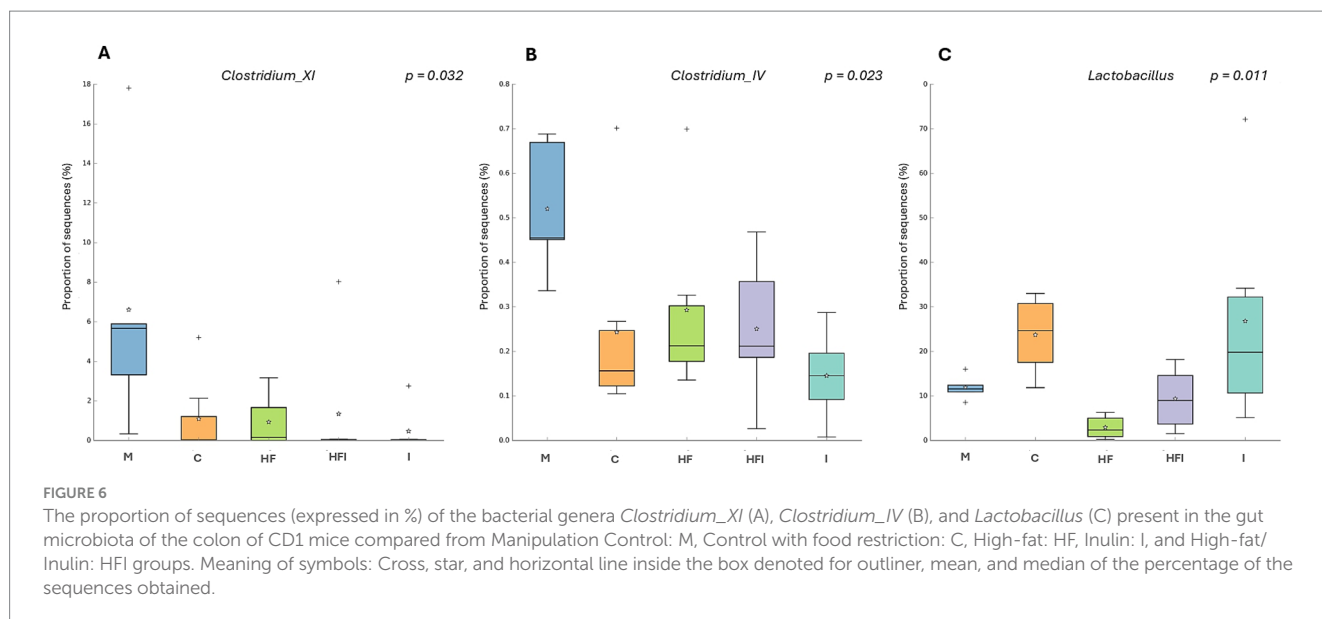 A
Clostridium_XI
p = 0.032
Proportion of sequences (%)
18
16
14
12
10
8
6
4
2
0
M
C
HF
HFI
I
B
Clostridium_IV
p = 0.023
Proportion of sequences (%)
0.8
0.7
0.6
0.5
0.4
0.3
0.2
0.1
0.0
M
C
HF
HFI
I
C
Lactobacillus
p = 0.011
Proportion of sequences (%)
0
70
60
50
40
30
20
10
0
M
C
HF
HFI
I
FIGURE 6
The proportion of sequences (expressed in %) of the bacterial genera Clostridium_XI (A), Clostridium_IV (B), and Lactobacillus (C) present in the gut
microbiota of the colon of CD1 mice compared from Manipulation Control: M, Control with food restriction: C, High-fat: HF, Inulin: I, and High-fat/
Inulin: HFI groups. Meaning of symbols: Cross, star, and horizontal line inside the box denoted for outliner, mean, and median of the percentage of the
sequences obtained.